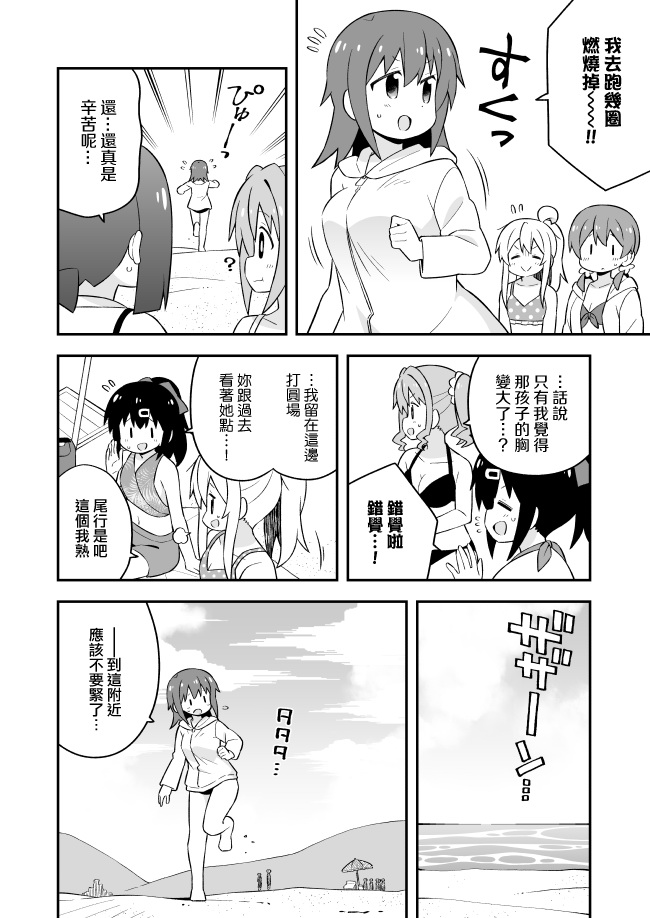 我去跑幾圈
燃燒掉~~~!!
すくっ
ぴゅーっ
還…還真是
辛苦呢…
?
…話說
只有我覺得
那孩子的胸
變大了…?
錯覺啦
錯覺…!
…我留在這邊
打圓場
妳跟過去
看著她點…!
尾行是吧
這個我熟
ザザーン…
タタタ…
——到這附近
應該不要緊了…